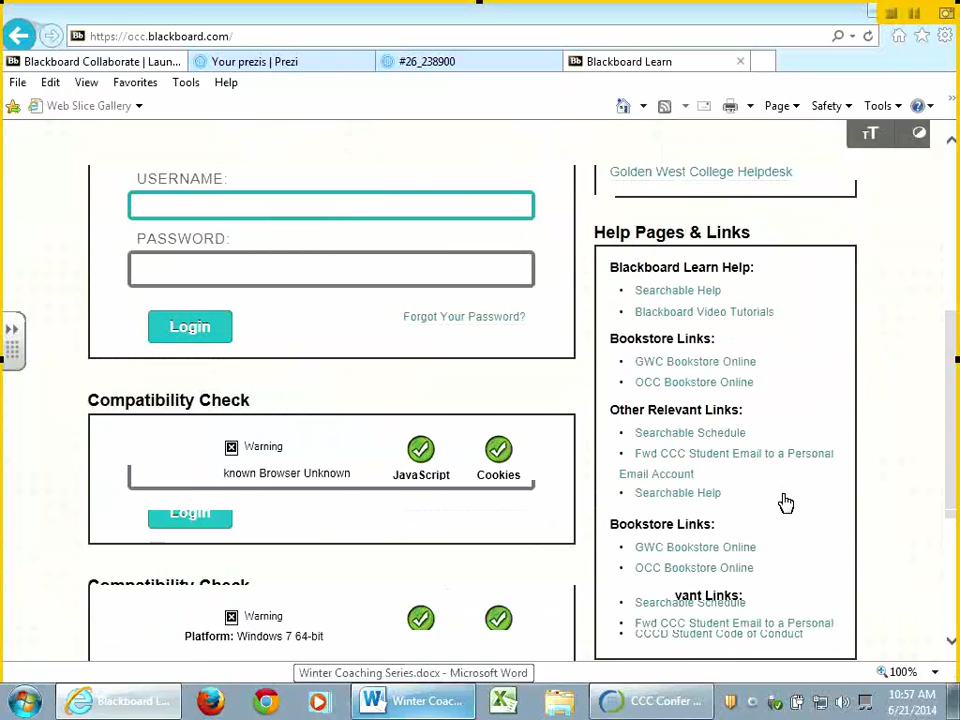 https://occ.blackboard.com/
Blackboard Collaborate | Laun...
Your prezis | Prezi
#26_238900
Blackboard Learn
File Edit View Favorites Tools Help
Web Slice Gallery
Page Safety Tools
TT
USERNAME:
PASSWORD:
Login
Forgot Your Password?
Compatibility Check
Warning
known Browser Unknown
JavaScript
Cookies
Login
Compatibility Check
Warning
Platform: Windows 7 64-bit
Golden West College Helpdesk
Help Pages & Links
Blackboard Learn Help:
Searchable Help
Blackboard Video Tutorials
Bookstore Links:
GWC Bookstore Online
OCC Bookstore Online
Other Relevant Links:
Searchable Schedule
Fwd CCC Student Email to a Personal
Email Account
Searchable Help
Bookstore Links:
GWC Bookstore Online
OCC Bookstore Online
vant Links:
Searchable Schedule
Fwd CCC Student Email to a Personal
CCCD Student Code of Conduct
Winter Coaching Series.docx - Microsoft Word
100%
Blackboard L...
Winter Coac...
CCC Confer ...
10:57 AM
6/21/2014